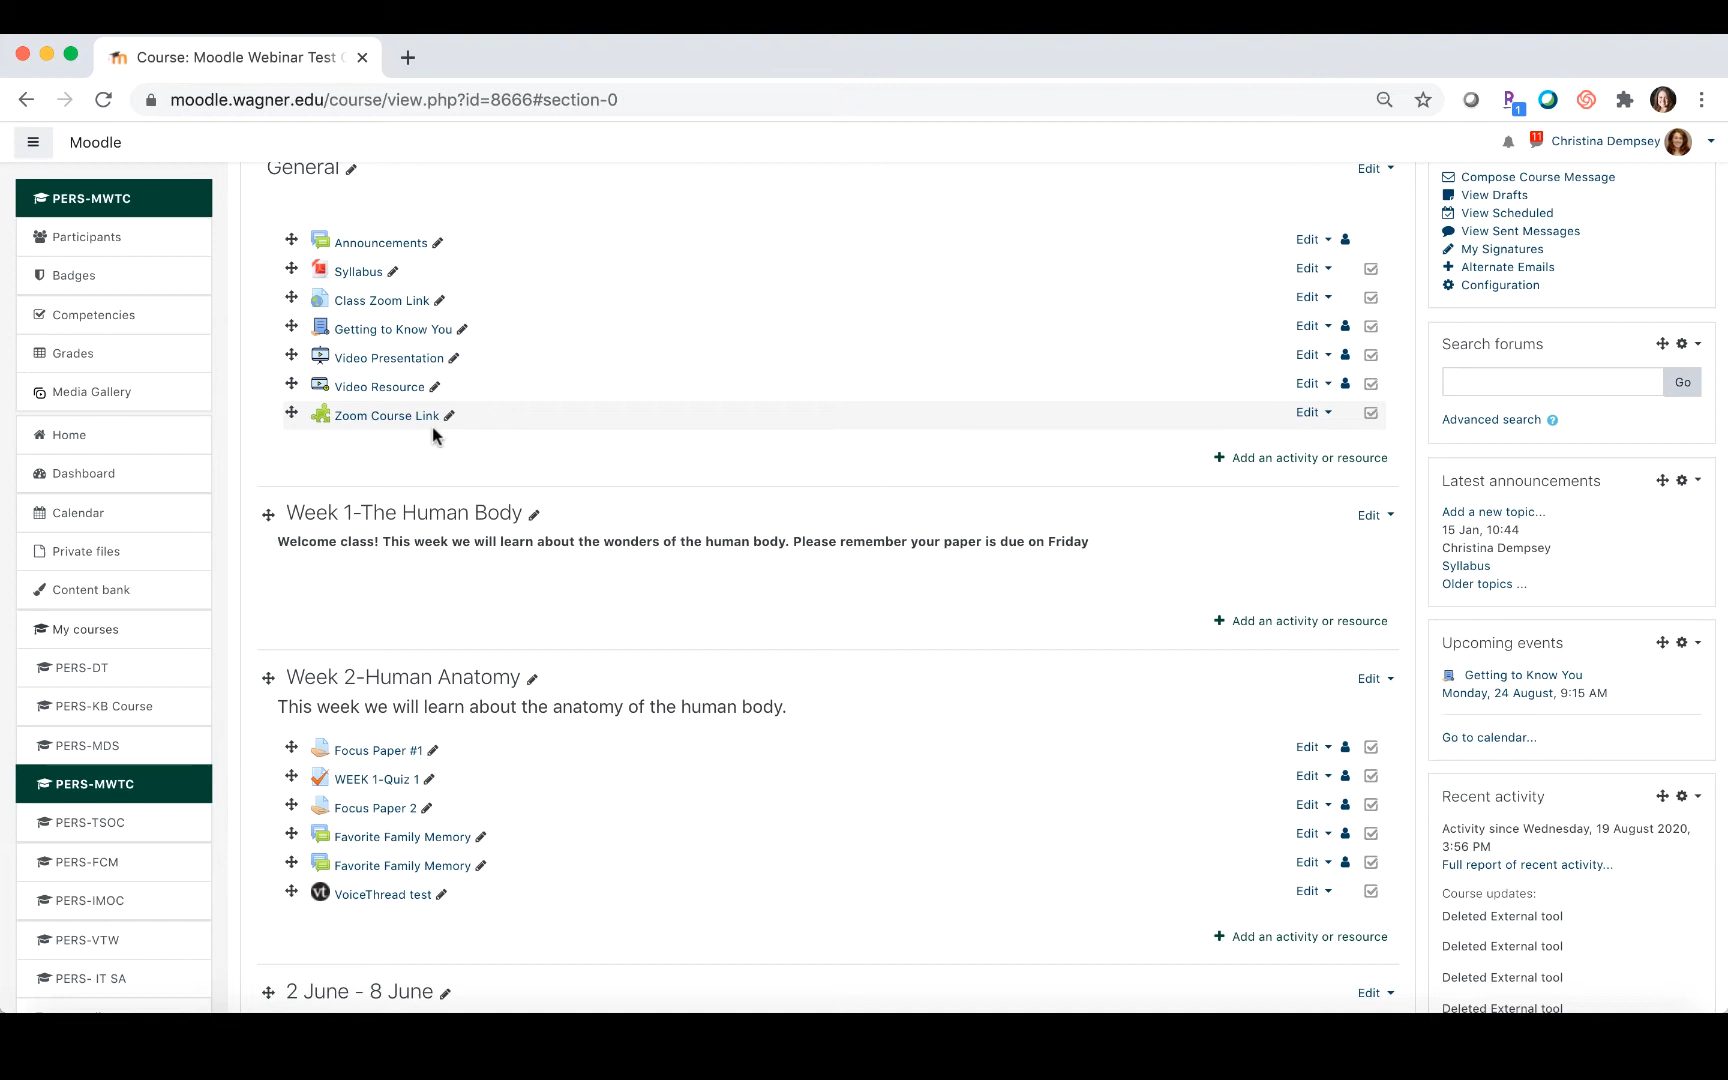 Course: Moodle Webinar Test
moodle.wagner.edu/course/view.php?id=8666#section-0
1
Moodle
11
Christina Dempsey
PERS-MWTC
Participants
Badges
Competencies
Grades
Media Gallery
Home
Dashboard
Calendar
Private files
Content bank
My courses
PERS-DT
PERS-KB Course
PERS-MDS
PERS-MWTC
PERS-TSOC
PERS-FCM
PERS-IMOC
PERS-VTW
PERS- IT SA
General
Edit
Announcements
Edit
Syllabus
Edit
Class Zoom Link
Edit
Getting to Know You
Edit
Video Presentation
Edit
Video Resource
Edit
Zoom Course Link
Edit
Add an activity or resource
Week 1-The Human Body
Edit
Welcome class! This week we will learn about the wonders of the human body. Please remember your paper is due on Friday
Add an activity or resource
Week 2-Human Anatomy
Edit
This week we will learn about the anatomy of the human body.
Focus Paper #1
Edit
WEEK 1-Quiz 1
Edit
Focus Paper 2
Edit
Favorite Family Memory
Edit
Favorite Family Memory
Edit
vt
VoiceThread test
Edit
Add an activity or resource
2 June - 8 June
Edit
Compose Course Message
View Drafts
View Scheduled
View Sent Messages
My Signatures
Alternate Emails
Configuration
Search forums
Go
Advanced search
Latest announcements
Add a new topic...
15 Jan, 10:44
Christina Dempsey
Syllabus
Older topics ...
Upcoming events
Getting to Know You
Monday, 24 August, 9:15 AM
Go to calendar...
Recent activity
Activity since Wednesday, 19 August 2020,
3:56 PM
Full report of recent activity...
Course updates:
Deleted External tool
Deleted External tool
Deleted External tool
Deleted External tool